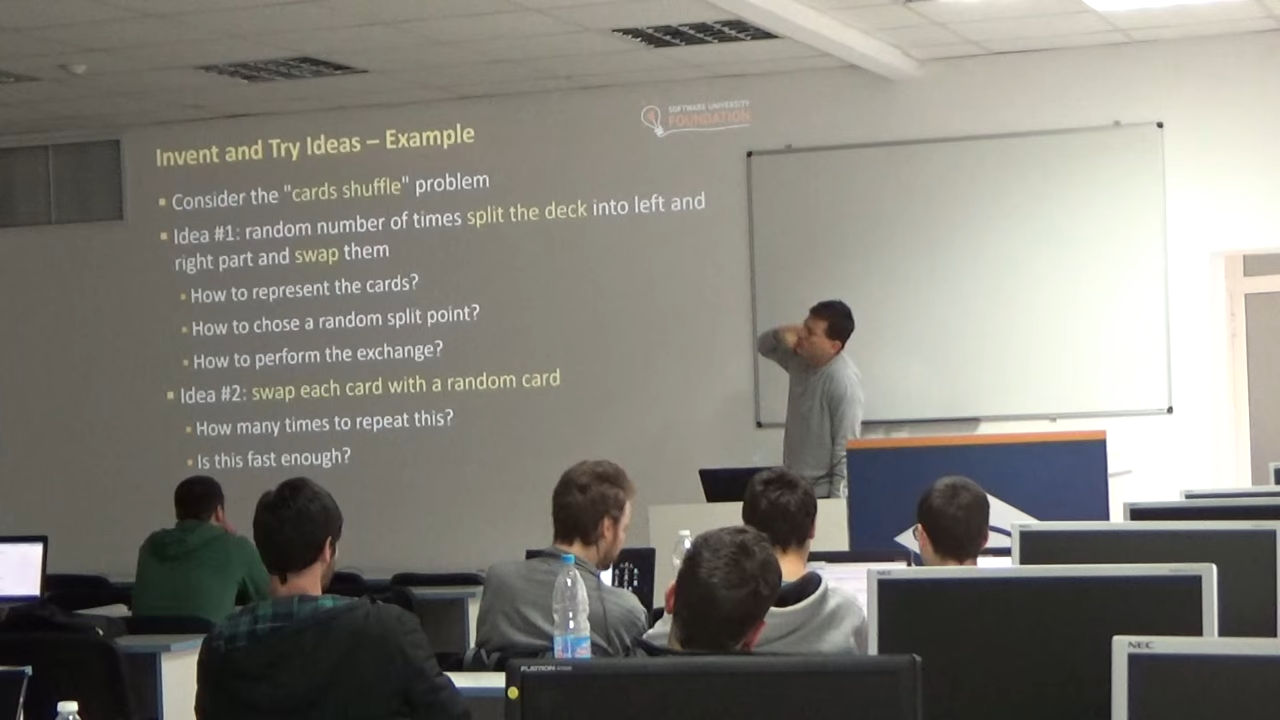 SOFTWARE UNIVERSITY
FOUNDATION
Invent and Try Ideas – Example
▪ Consider the "cards shuffle" problem
▪ Idea #1: random number of times split the deck into left and
right part and swap them
▪ How to represent the cards?
▪ How to chose a random split point?
▪ How to perform the exchange?
▪ Idea #2: swap each card with a random card
▪ How many times to repeat this?
▪ Is this fast enough?
NEC
NEC
FLATRON